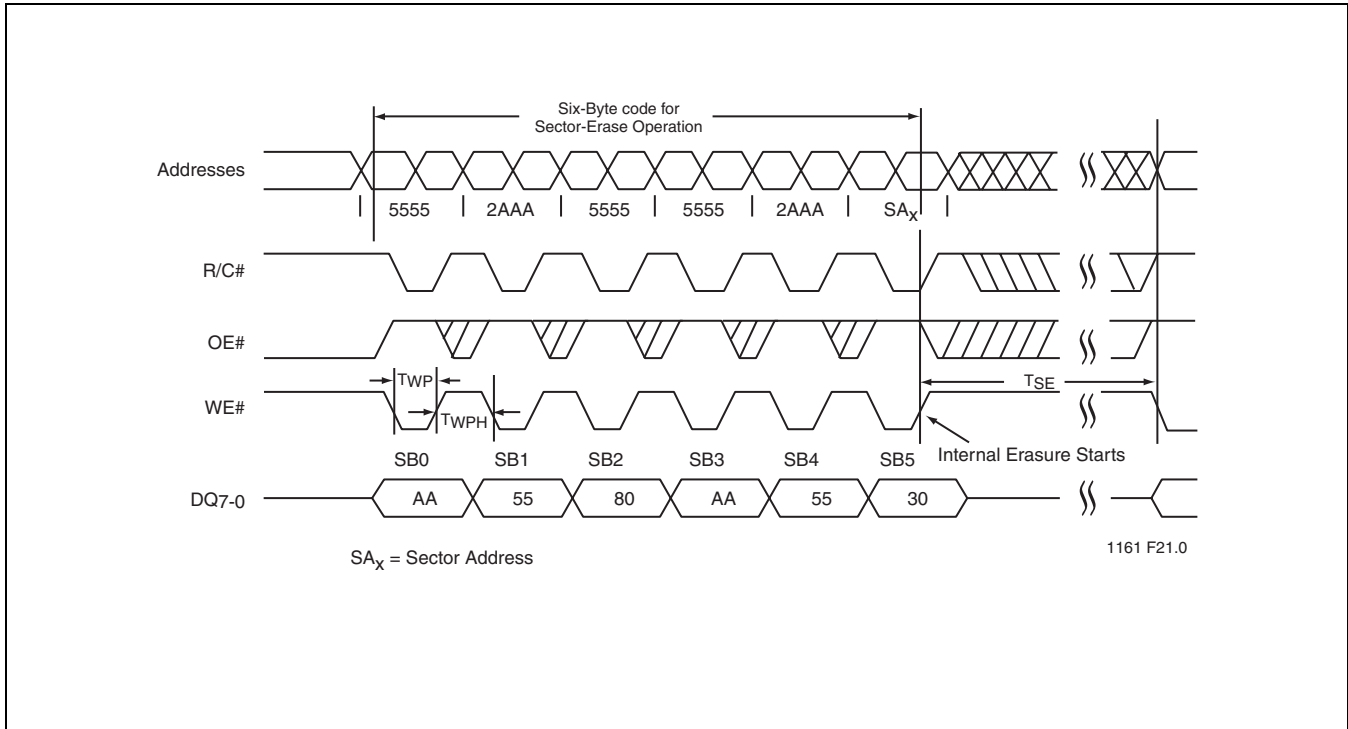 Six-Byte code for
Sector-Erase Operation
Addresses
5555 2AAA 5555 5555 2AAA SAX
R/C#
OE#
TWP
TSE
WE#
TWPH
Internal Erasure Starts
SB0 SB1 SB2 SB3 SB4 SB5
DQ7-0
AA 55 80 AA 55 30
1161 F21.0
SAX = Sector Address